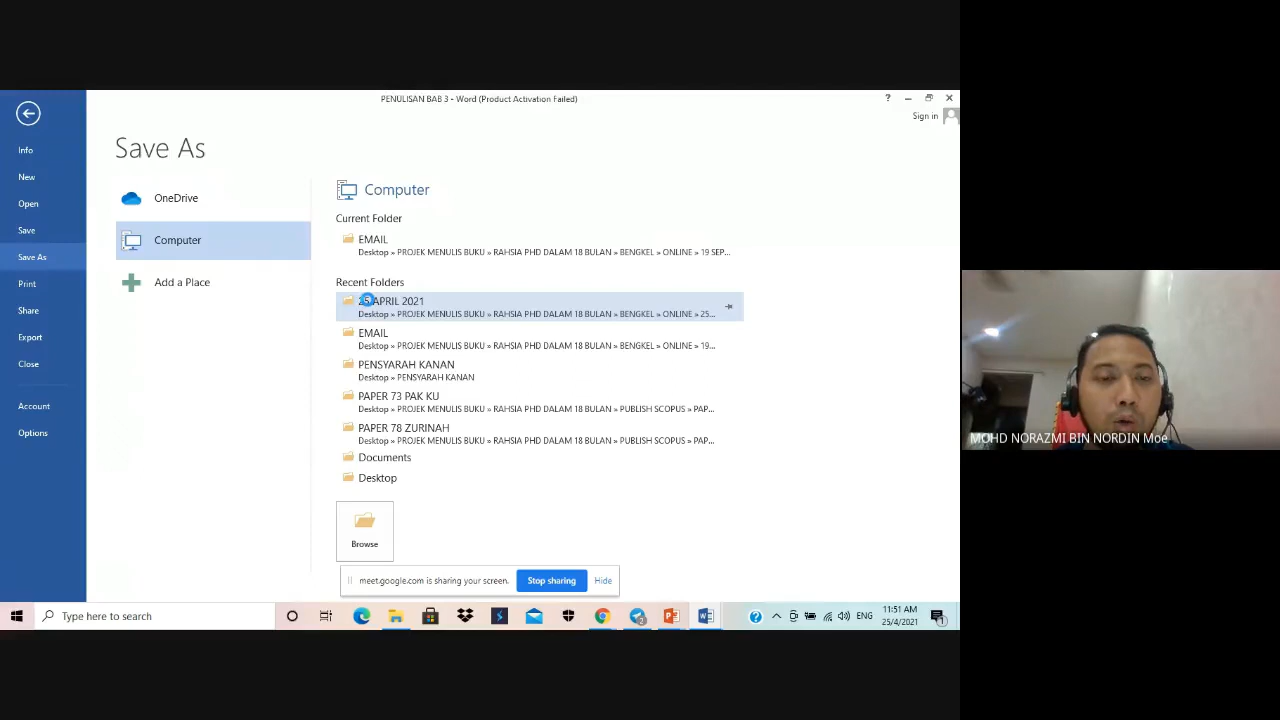 PENULISAN BAB 3 - Word (Product Activation Failed)
?
Sign in
Save As
Info
New
Open
Save
Save As
Print
Share
Export
Close
Account
Options
OneDrive
Computer
Add a Place
Computer
Current Folder
EMAIL
Desktop » PROJEK MENULIS BUKU » RAHSIA PHD DALAM 18 BULAN » BENGKEL » ONLINE » 19 SEP...
Recent Folders
25 APRIL 2021
Desktop » PROJEK MENULIS BUKU » RAHSIA PHD DALAM 18 BULAN » BENGKEL » ONLINE » 25...
EMAIL
Desktop » PROJEK MENULIS BUKU » RAHSIA PHD DALAM 18 BULAN » BENGKEL » ONLINE » 19...
PENSYARAH KANAN
Desktop » PENSYARAH KANAN
PAPER 73 PAK KU
Desktop » PROJEK MENULIS BUKU » RAHSIA PHD DALAM 18 BULAN » PUBLISH SCOPUS » PAP...
PAPER 78 ZURINAH
Desktop » PROJEK MENULIS BUKU » RAHSIA PHD DALAM 18 BULAN » PUBLISH SCOPUS » PAP...
Documents
Desktop
Browse
meet.google.com is sharing your screen.
Stop sharing
Hide
Type here to search
ENG
11:51 AM
25/4/2021
MOHD NORAZMI BIN NORDIN Moe